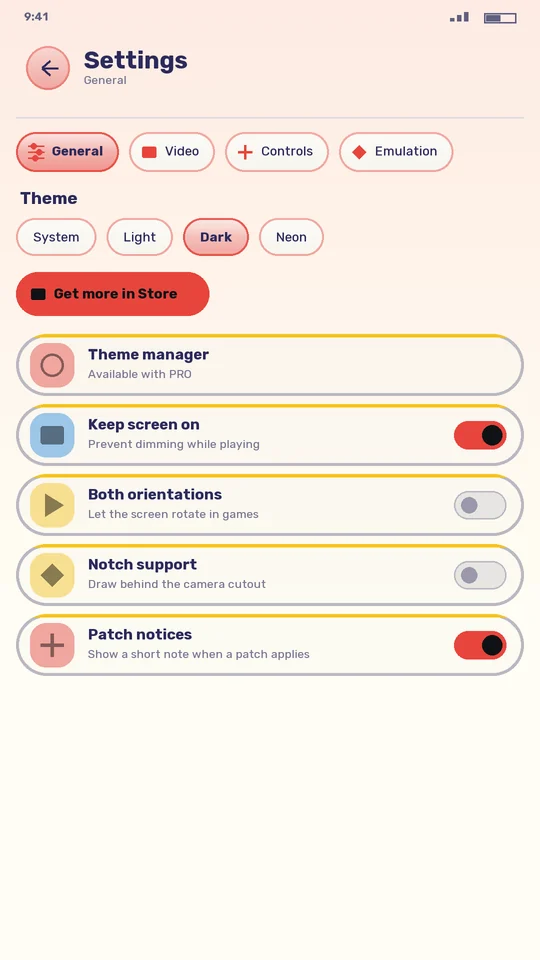 9:41
Settings
General
General
Video
Controls
Emulation
Theme
System
Light
Dark
Neon
Get more in Store
Theme manager
Available with PRO
Keep screen on
Prevent dimming while playing
Both orientations
Let the screen rotate in games
Notch support
Draw behind the camera cutout
Patch notices
Show a short note when a patch applies